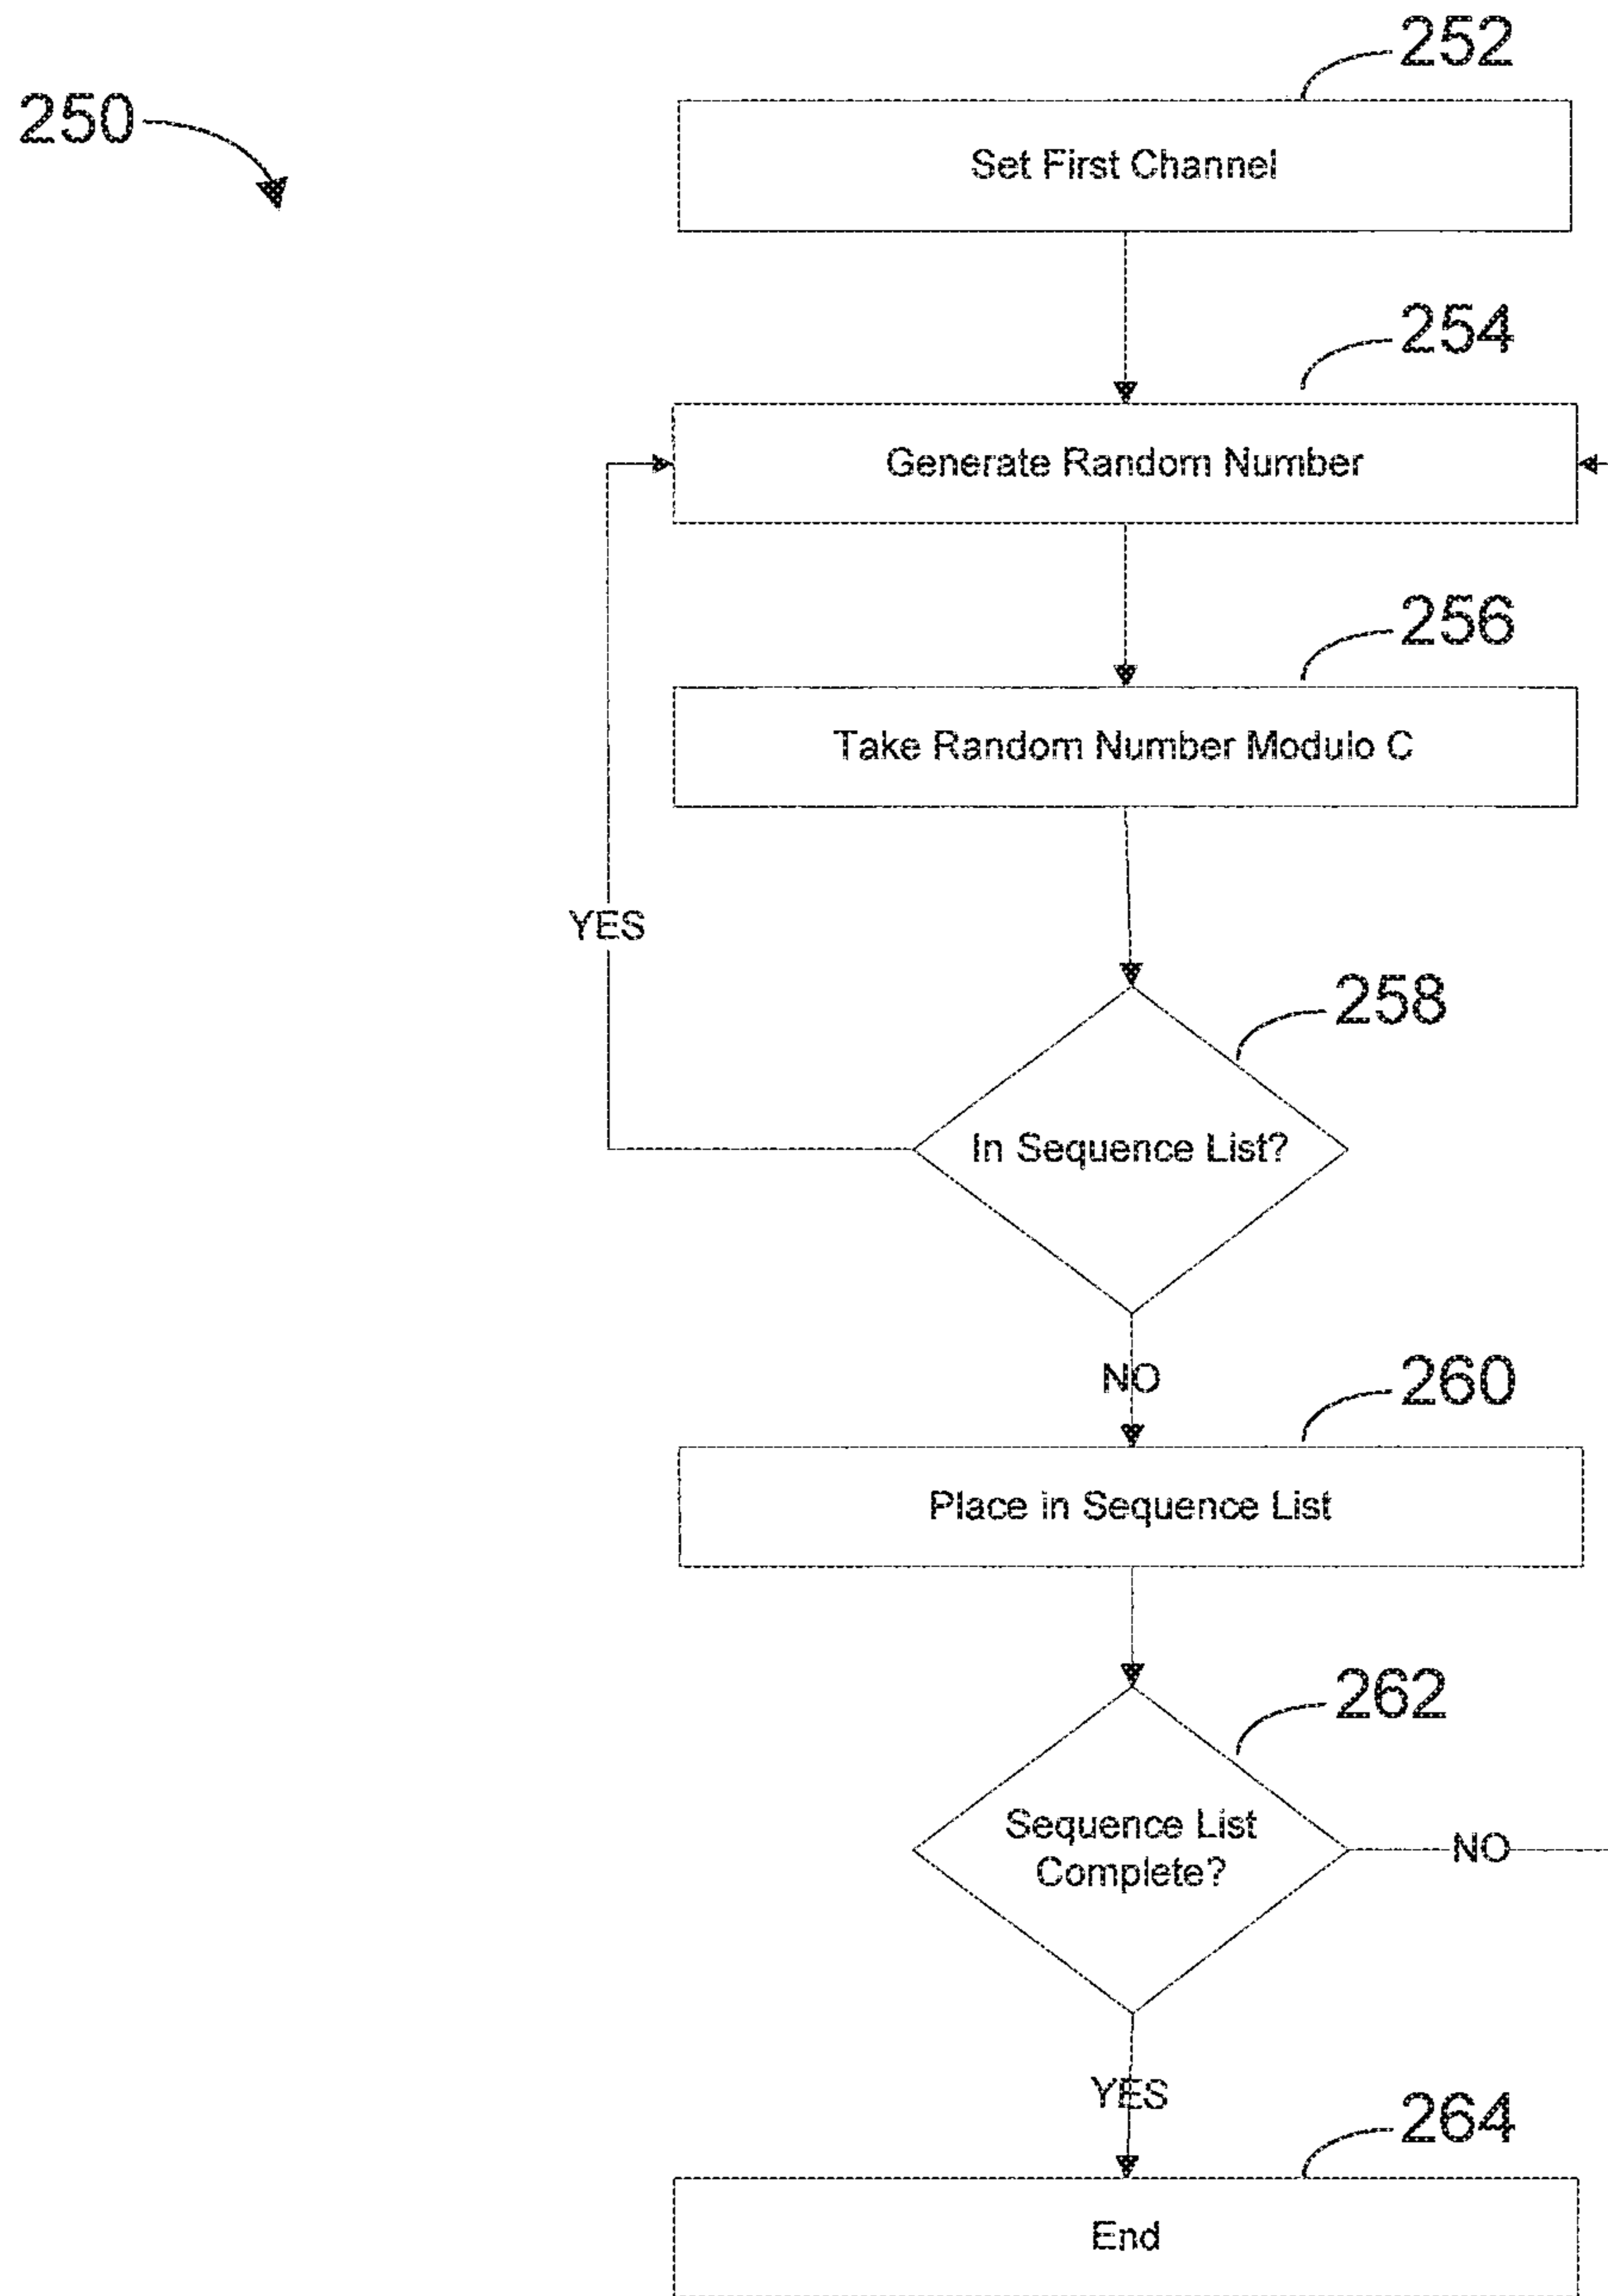 252
250
Set First Channel
254
Generate Random Number
256
Take Random Number Modulo C
YES
258
In Sequence List?
NO
260
Place in Sequence List
262
Sequence List
Complete?
NO
YES
264
End